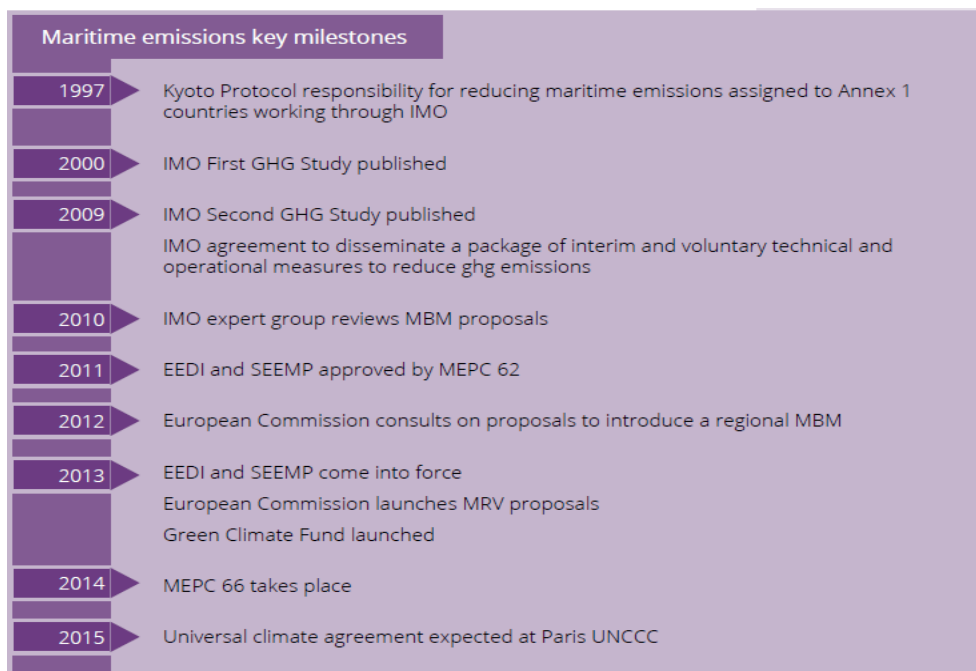 Maritime emissions key milestones
1997
Kyoto Protocol responsibility for reducing maritime emissions assigned to Annex 1
countries working through IMO
2000
IMO First GHG Study published
2009
IMO Second GHG Study published
IMO agreement to disseminate a package of interim and voluntary technical and
operational measures to reduce ghg emissions
2010
IMO expert group reviews MBM proposals
2011
EEDI and SEEMP approved by MEPC 62
2012
European Commission consults on proposals to introduce a regional MBM
2013
EEDI and SEEMP come into force
European Commission launches MRV proposals
Green Climate Fund launched
2014
MEPC 66 takes place
2015
Universal climate agreement expected at Paris UNCCC